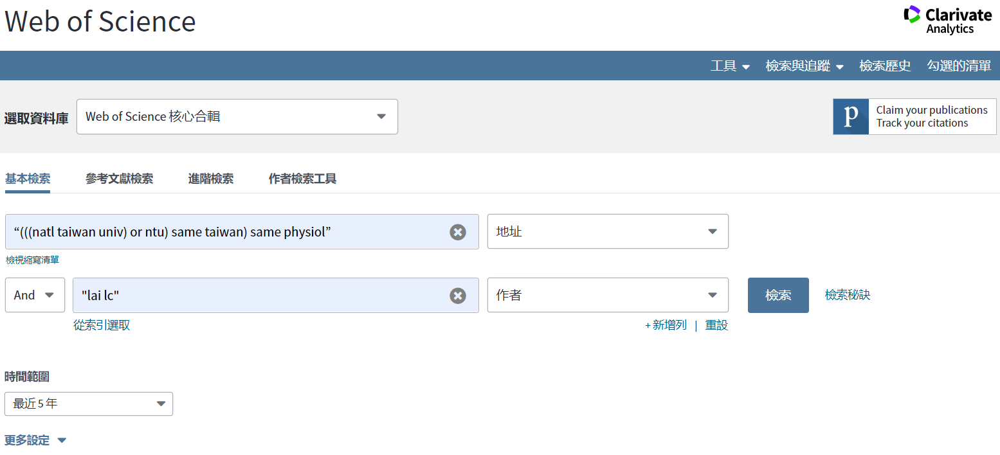 Web of Science
Clarivate
Analytics
工具 檢索與追蹤 檢索歷史 勾選的清單
選取資料庫 Web of Science 核心合輯
p Claim your publications
Track your citations
基本檢索 參考文獻檢索 進階檢索 作者檢索工具
“(((natl taiwan univ) or ntu) same taiwan) same physiol” 地址
檢視縮寫清單
And "lai lc" 作者 檢索 檢索秘訣
從索引選取 + 新增列 | 重設
時間範圍
最近 5 年
更多設定